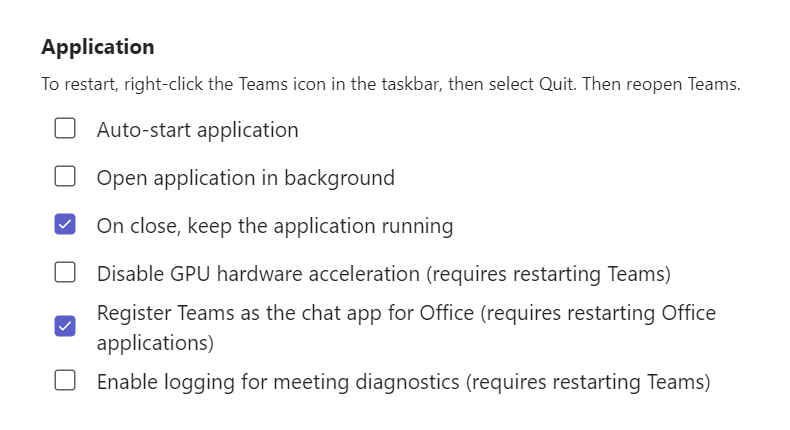 Application
To restart, right-click the Teams icon in the taskbar, then select Quit. Then reopen Teams.
Auto-start application
Open application in background
On close, keep the application running
Disable GPU hardware acceleration (requires restarting Teams)
Register Teams as the chat app for Office (requires restarting Office
applications)
Enable logging for meeting diagnostics (requires restarting Teams)